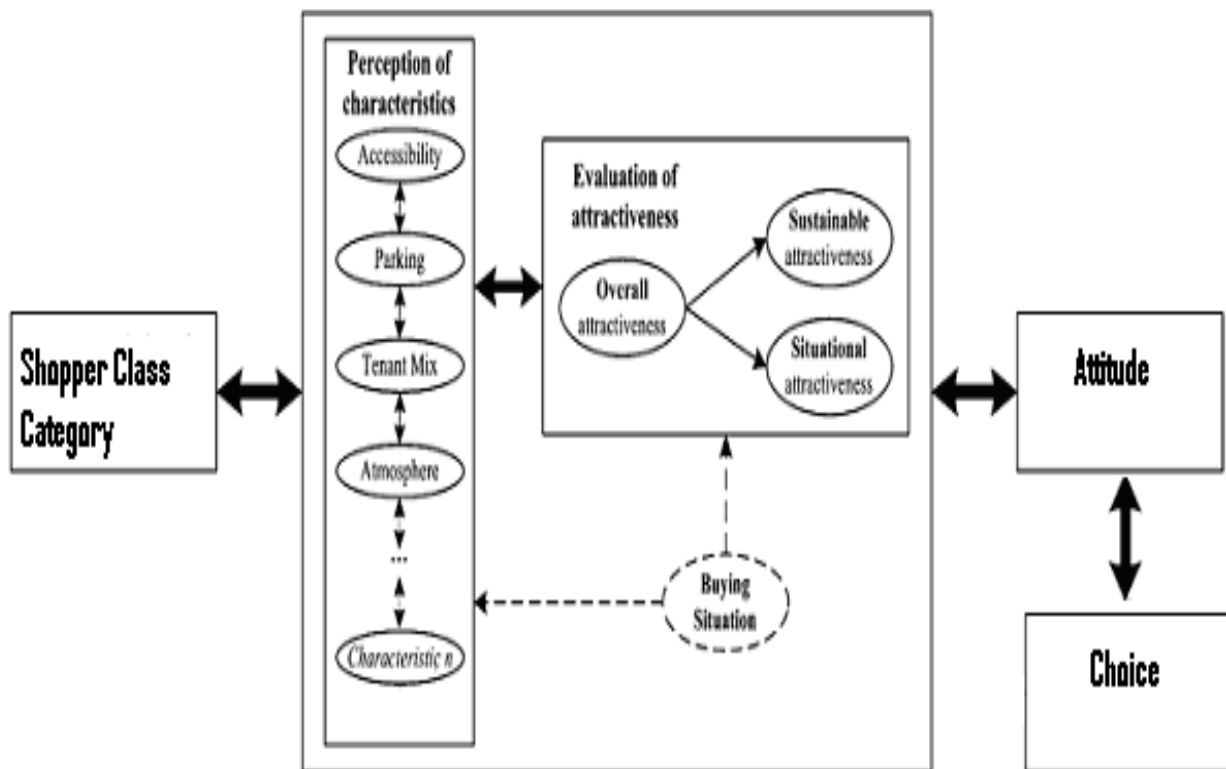 Perception of
characteristics
Accessibility
Parking
Tenant Mix
Atmosphere
...
Characteristic n
Evaluation of
attractiveness
Overall
attractiveness
Sustainable
attractiveness
Situational
attractiveness
Buying
Situation
Shopper Class
Category
Attitude
Choice